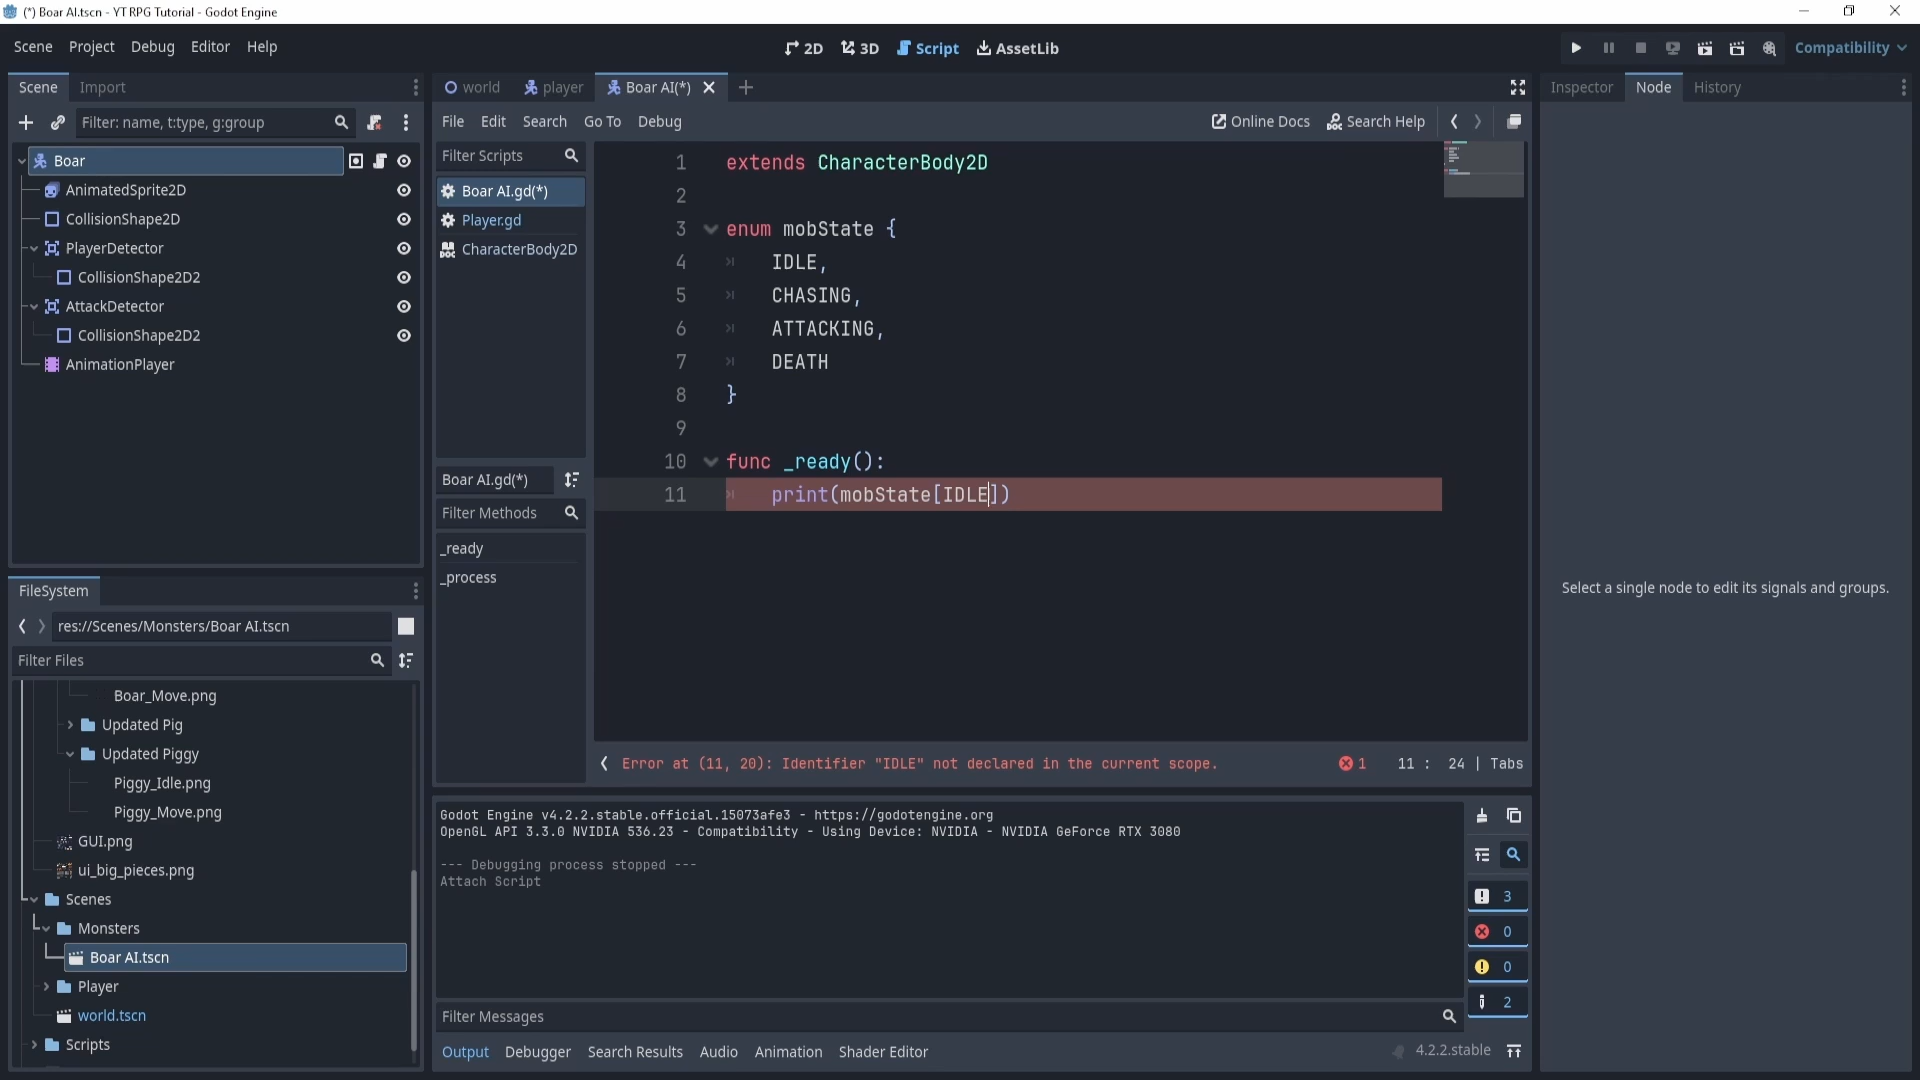 (*) Boar AI.tscn - YT RPG Tutorial - Godot Engine
Scene Project Debug Editor Help
2D 3D Script AssetLib
Compatibility
Scene Import
Filter: name, t:type, g:group
Boar
AnimatedSprite2D
CollisionShape2D
PlayerDetector
CollisionShape2D2
AttackDetector
CollisionShape2D2
AnimationPlayer
FileSystem
res://Scenes/Monsters/Boar AI.tscn
Filter Files
Boar_Move.png
Updated Pig
Updated Piggy
Piggy_Idle.png
Piggy_Move.png
GUI.png
ui_big_pieces.png
Scenes
Monsters
Boar AI.tscn
Player
world.tscn
Scripts
world player Boar AI(*)
File Edit Search Go To Debug
Online Docs Search Help
Filter Scripts
Boar AI.gd(*)
Player.gd
CharacterBody2D
Boar AI.gd(*)
Filter Methods
_ready
_process
1 extends CharacterBody2D
2
3 enum mobState {
4 IDLE,
5 CHASING,
6 ATTACKING,
7 DEATH
8 }
9
10 func _ready():
11 print(mobState[IDLE])
Error at (11, 20): Identifier "IDLE" not declared in the current scope.
1 11 : 24 | Tabs
Godot Engine v4.2.2.stable.official.15073afe3 - https://godotengine.org
OpenGL API 3.3.0 NVIDIA 536.23 - Compatibility - Using Device: NVIDIA - NVIDIA GeForce RTX 3080
--- Debugging process stopped ---
Attach Script
3
0
0
2
Filter Messages
Output Debugger Search Results Audio Animation Shader Editor
4.2.2.stable
Inspector Node History
Select a single node to edit its signals and groups.